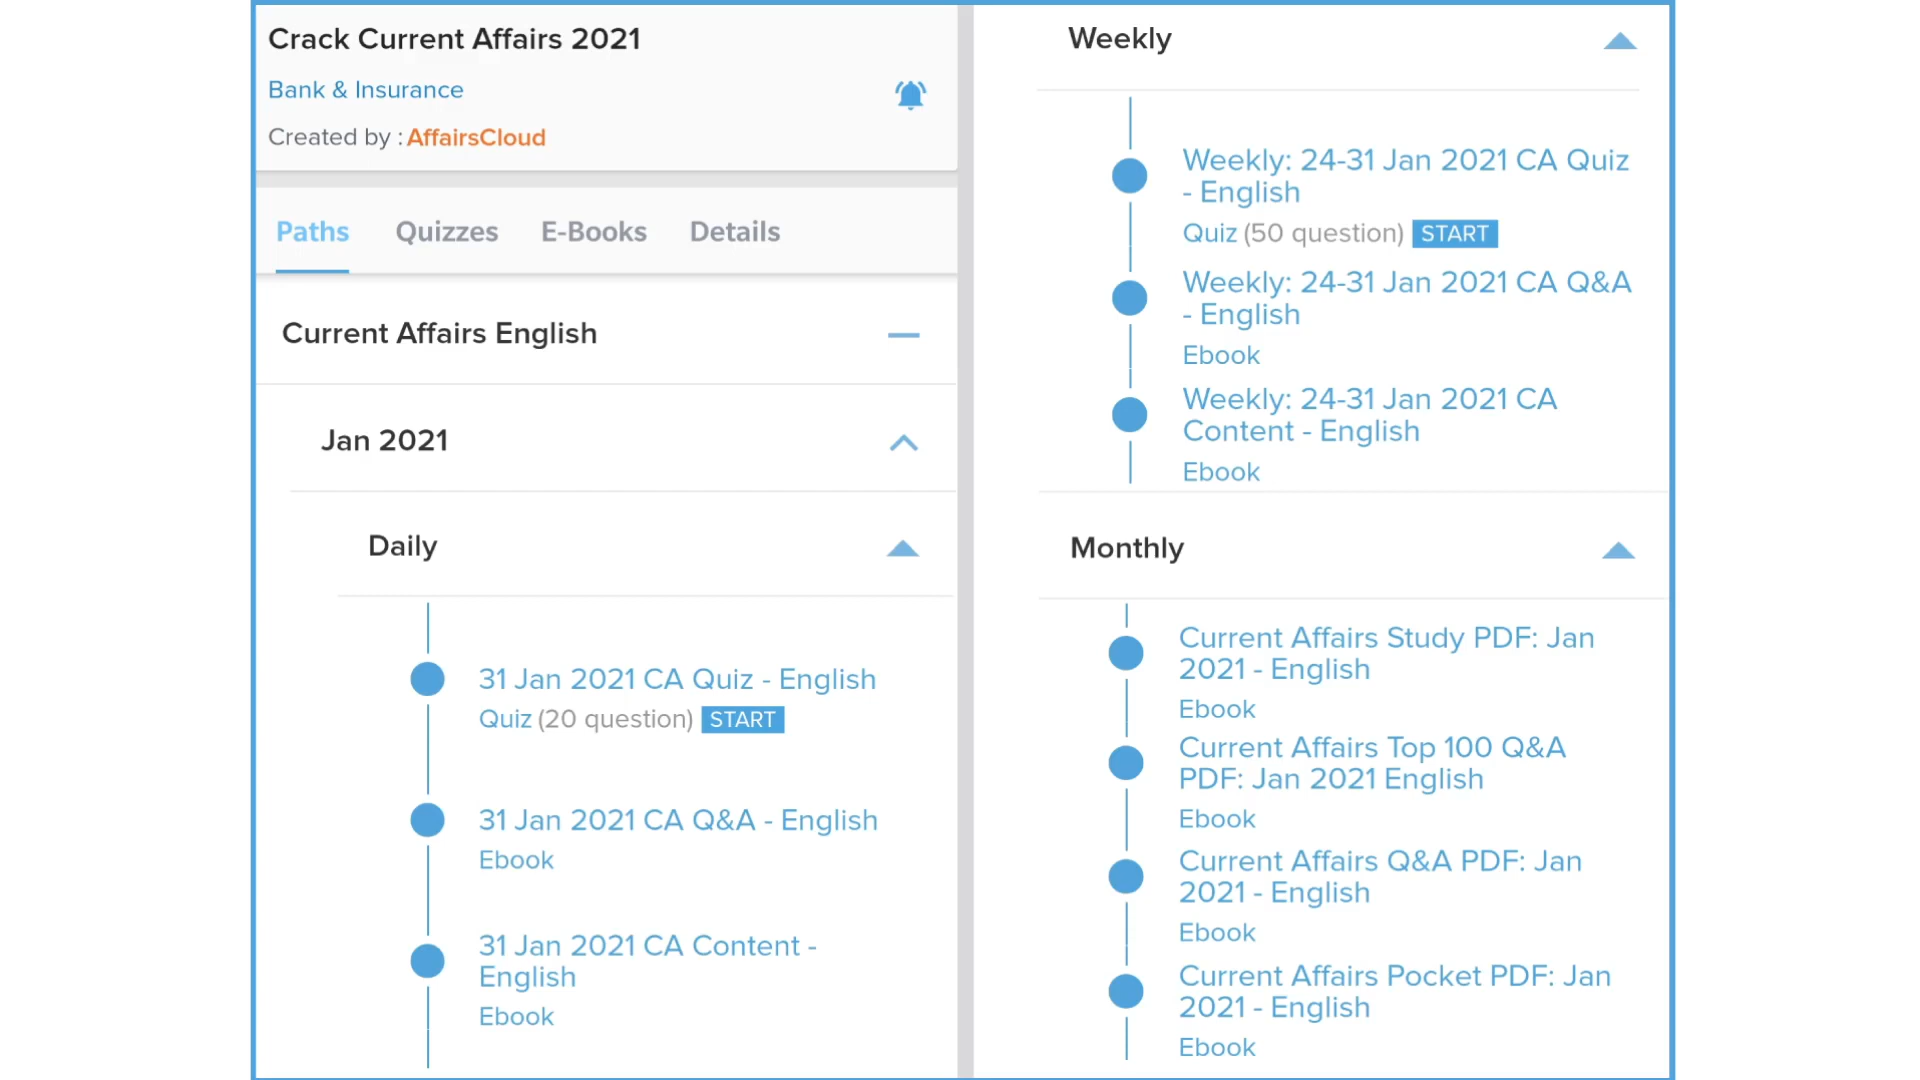 Crack Current Affairs 2021
Bank & Insurance
Created by : AffairsCloud
Paths Quizzes E-Books Details
Current Affairs English
Jan 2021
Daily
31 Jan 2021 CA Quiz - English
Quiz (20 question) START
31 Jan 2021 CA Q&A - English
Ebook
31 Jan 2021 CA Content -
English
Ebook
Weekly
Weekly: 24-31 Jan 2021 CA Quiz
- English
Quiz (50 question) START
Weekly: 24-31 Jan 2021 CA Q&A
- English
Ebook
Weekly: 24-31 Jan 2021 CA
Content - English
Ebook
Monthly
Current Affairs Study PDF: Jan
2021 - English
Ebook
Current Affairs Top 100 Q&A
PDF: Jan 2021 English
Ebook
Current Affairs Q&A PDF: Jan
2021 - English
Ebook
Current Affairs Pocket PDF: Jan
2021 - English
Ebook